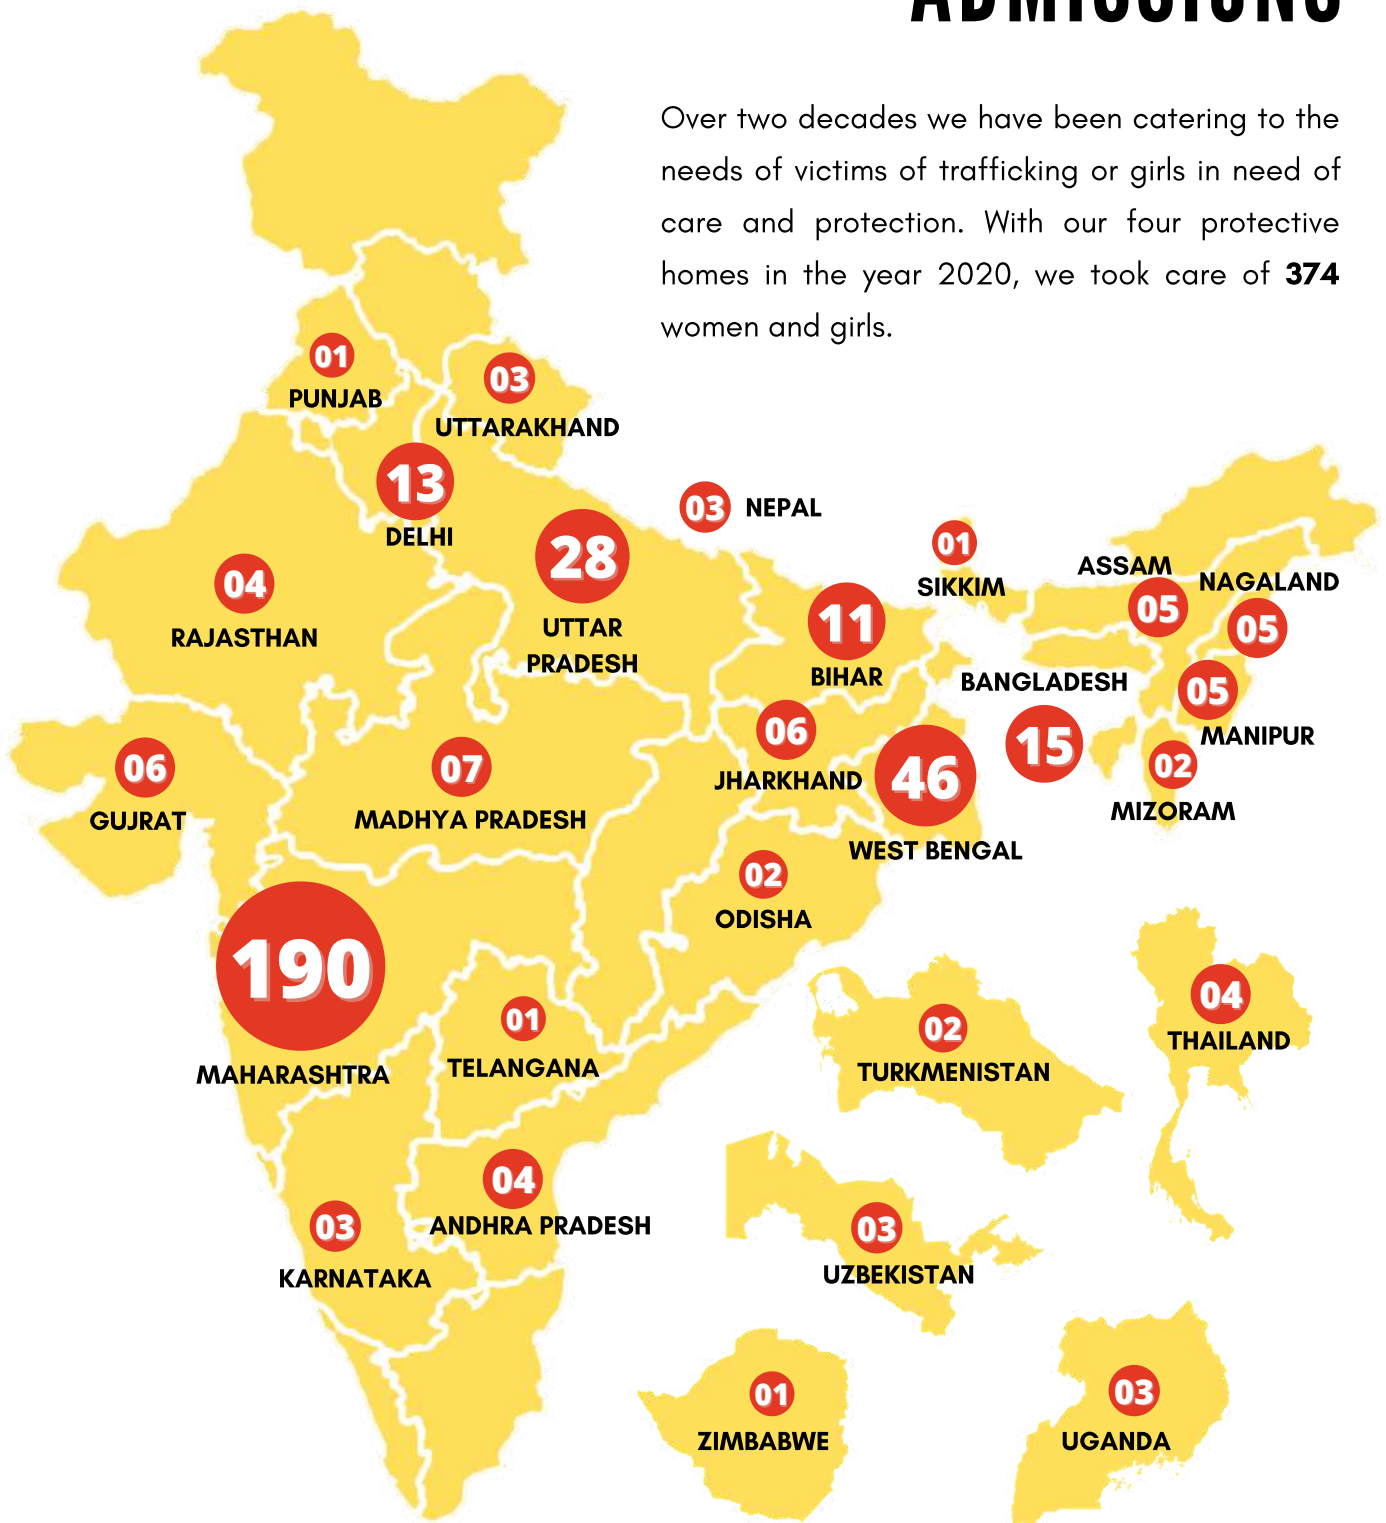 ADMISSIONS
Over two decades we have been catering to the
needs of victims of trafficking or girls in need of
care and protection. With our four protective
homes in the year 2020, we took care of 374
women and girls.
01
PUNJAB
03
UTTARAKHAND
13
DELHI
28
UTTAR
PRADESH
03 NEPAL
04
RAJASTHAN
11
BIHAR
01
SIKKIM
ASSAM
05
NAGALAND
05
05
MANIPUR
02
MIZORAM
BANGLADESH
15
06
GUJRAT
07
MADHYA PRADESH
06
JHARKHAND
46
WEST BENGAL
02
ODISHA
190
MAHARASHTRA
01
TELANGANA
02
TURKMENISTAN
04
THAILAND
04
ANDHRA PRADESH
03
KARNATAKA
03
UZBEKISTAN
01
ZIMBABWE
03
UGANDA